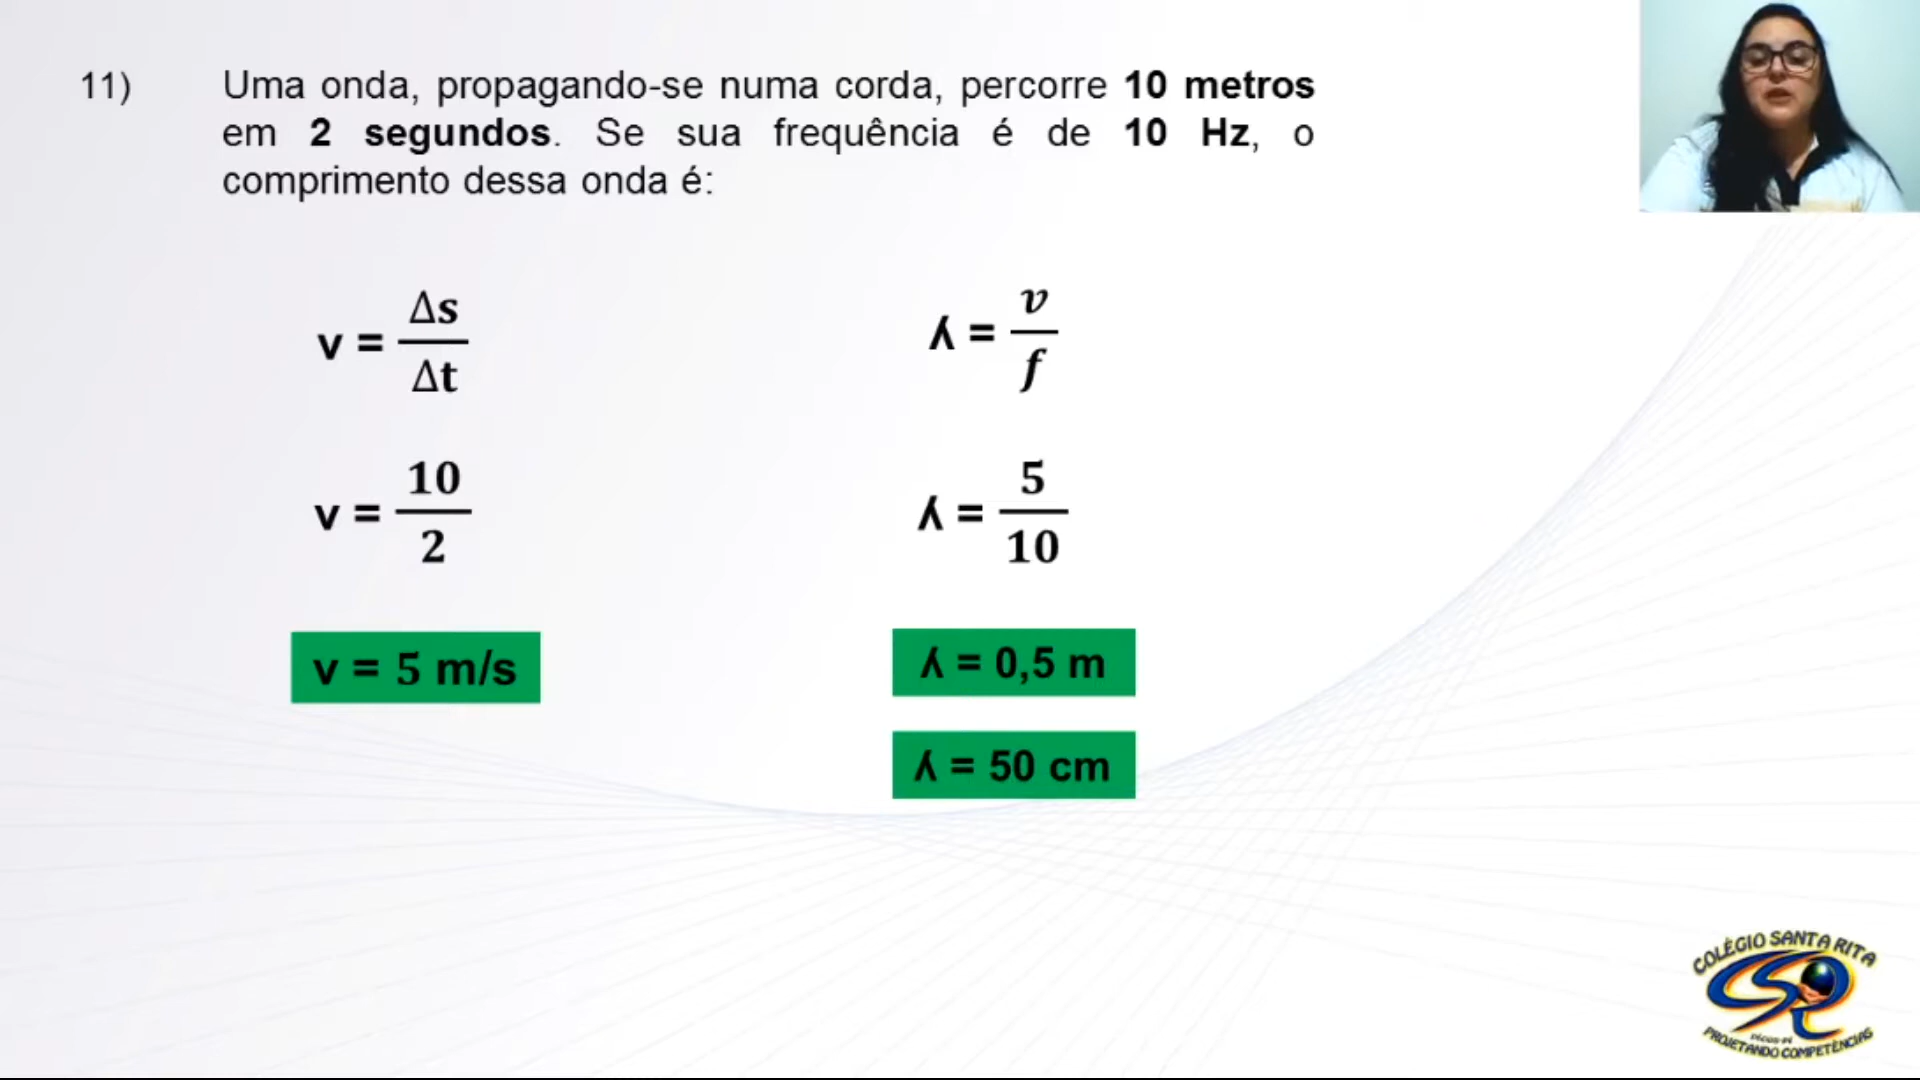 11) Uma onda, propagando-se numa corda, percorre 10 metros
em 2 segundos. Se sua frequência é de 10 Hz, o
comprimento dessa onda é:
v = Δs/Δt
ʎ = v/f
v = 10/2
ʎ = 5/10
v = 5 m/s
ʎ = 0,5 m
ʎ = 50 cm
COLÉGIO SANTA RITA
PROJETANDO COMPETÊNCIAS